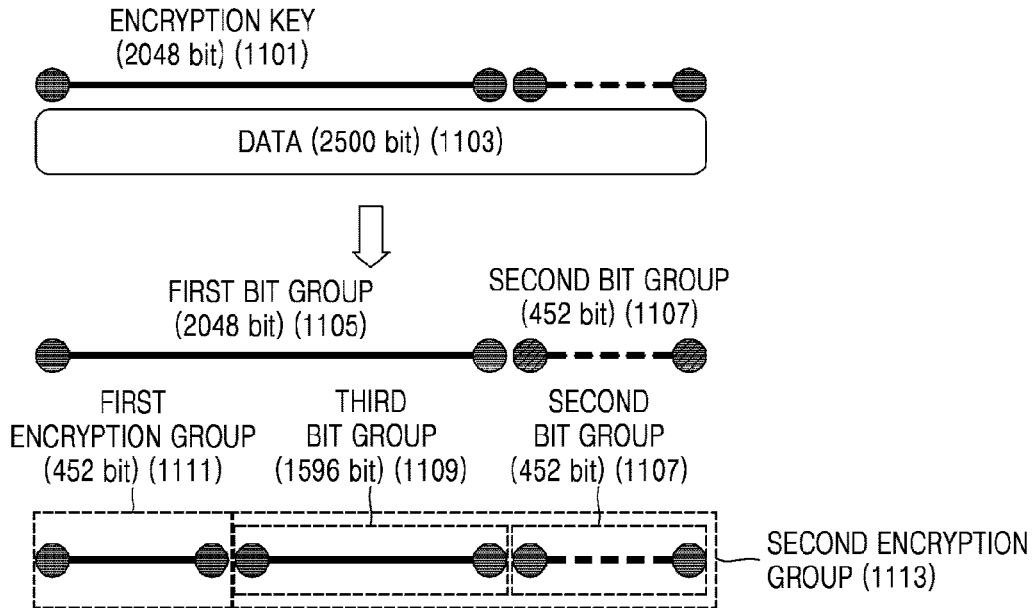 ENCRYPTION KEY
(2048 bit) (1101)
DATA (2500 bit) (1103)
FIRST BIT GROUP
(2048 bit) (1105)
SECOND BIT GROUP
(452 bit) (1107)
FIRST
ENCRYPTION GROUP
(452 bit) (1111)
THIRD
BIT GROUP
(1596 bit) (1109)
SECOND
BIT GROUP
(452 bit) (1107)
SECOND ENCRYPTION
GROUP (1113)